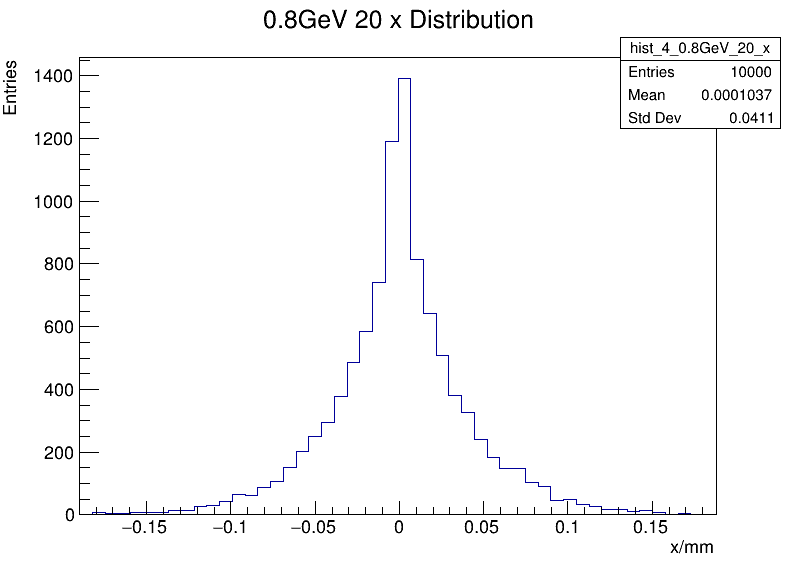 0.8GeV 20 x Distribution
hist_4_0.8GeV_20_x
Entries 10000
Mean 0.0001037
Std Dev 0.0411
Entries
1400
1200
1000
800
600
400
200
0
−0.15 −0.1 −0.05 0 0.05 0.1 0.15
x/mm